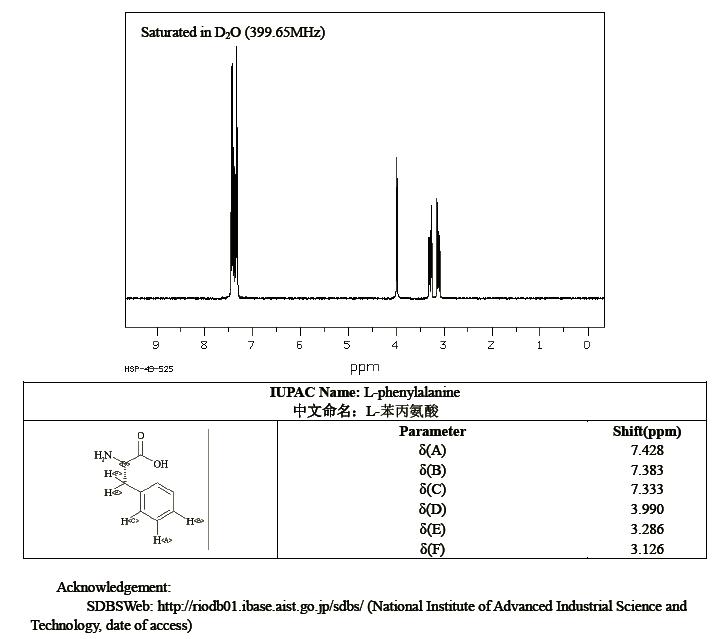 Saturated in D₂O (399.65MHz)
9 8 7 6 5 4 3 2 1 0
HSP-49-525
ppm
IUPAC Name: L-phenylalanine
中文命名：L-苯丙氨酸
Parameter Shift(ppm)
δ(A) 7.428
δ(B) 7.383
δ(C) 7.333
δ(D) 3.990
δ(E) 3.286
δ(F) 3.126
O
H₂N
OH
H
H
H<C> H<B>
H<A>
Acknowledgement:
SDBSWeb: http://riodb01.ibase.aist.go.jp/sdbs/ (National Institute of Advanced Industrial Science and
Technology, date of access)